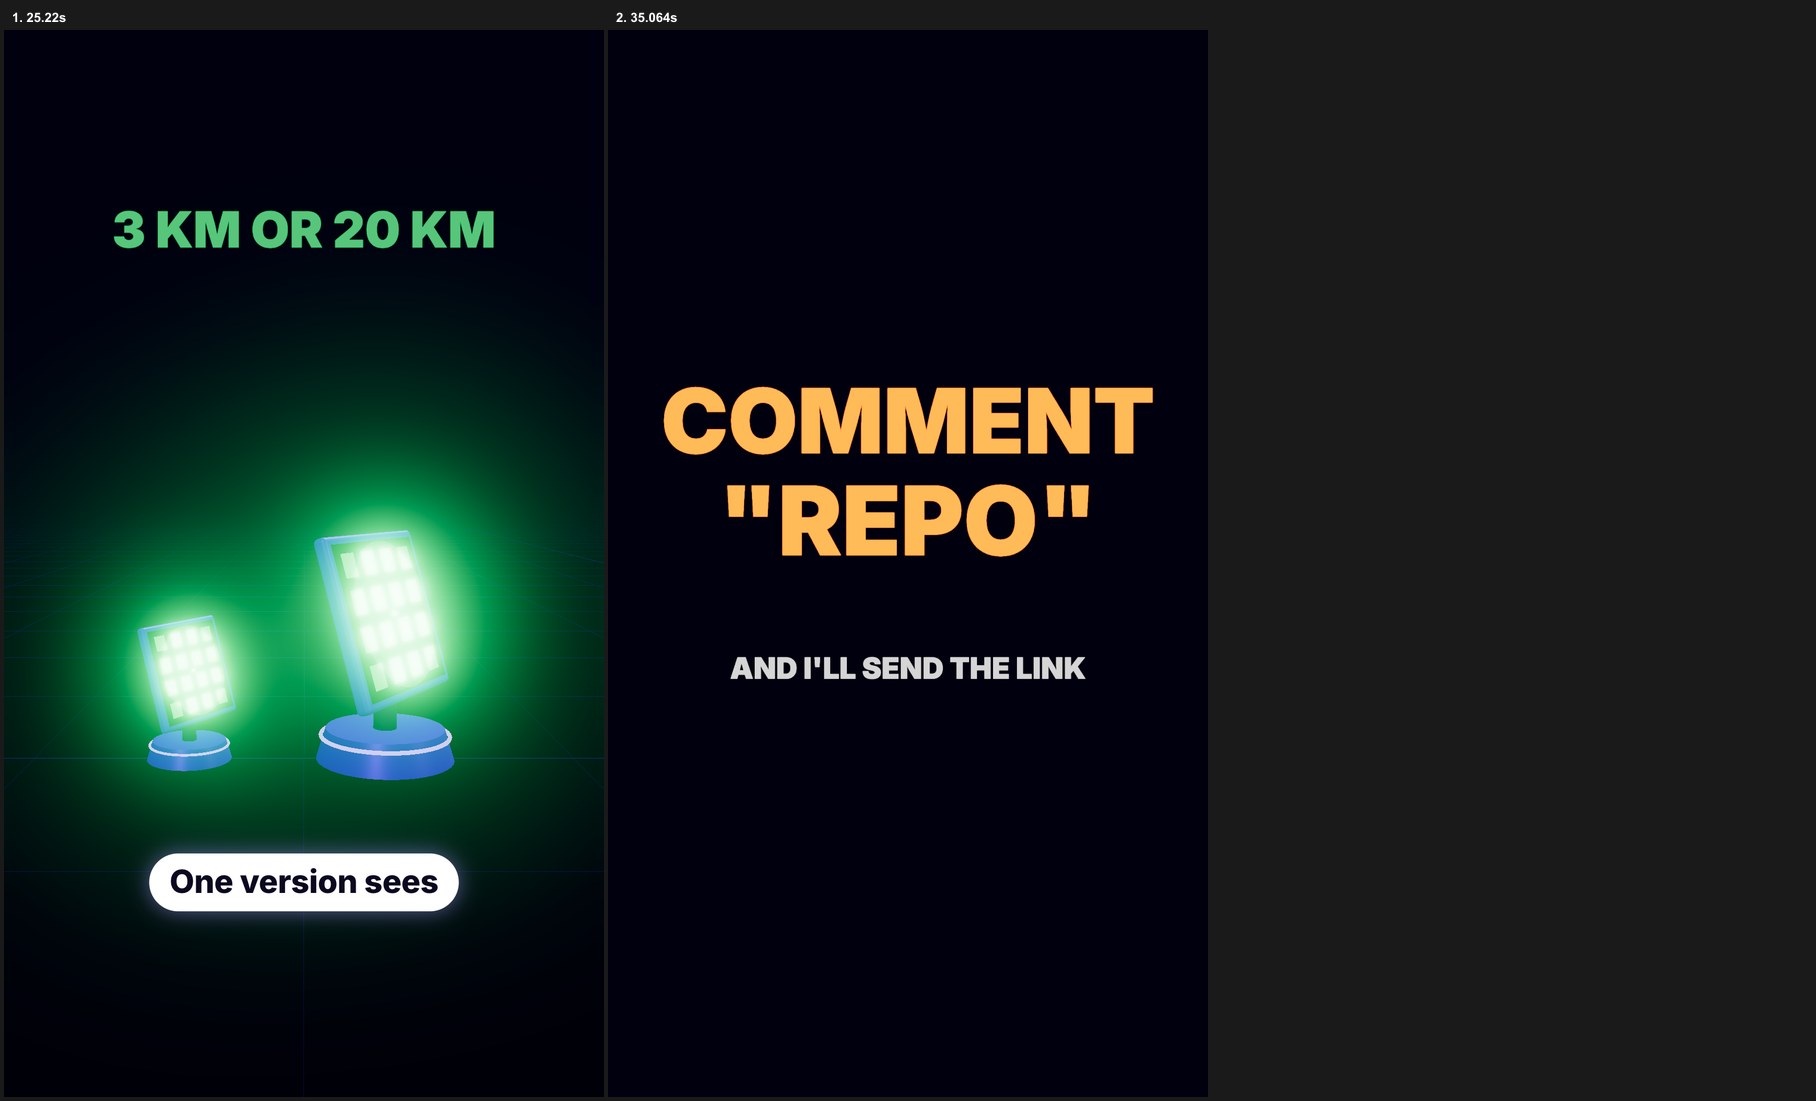 1. 25.22s
3 KM OR 20 KM
One version sees
2. 35.064s
COMMENT
"REPO"
AND I'LL SEND THE LINK